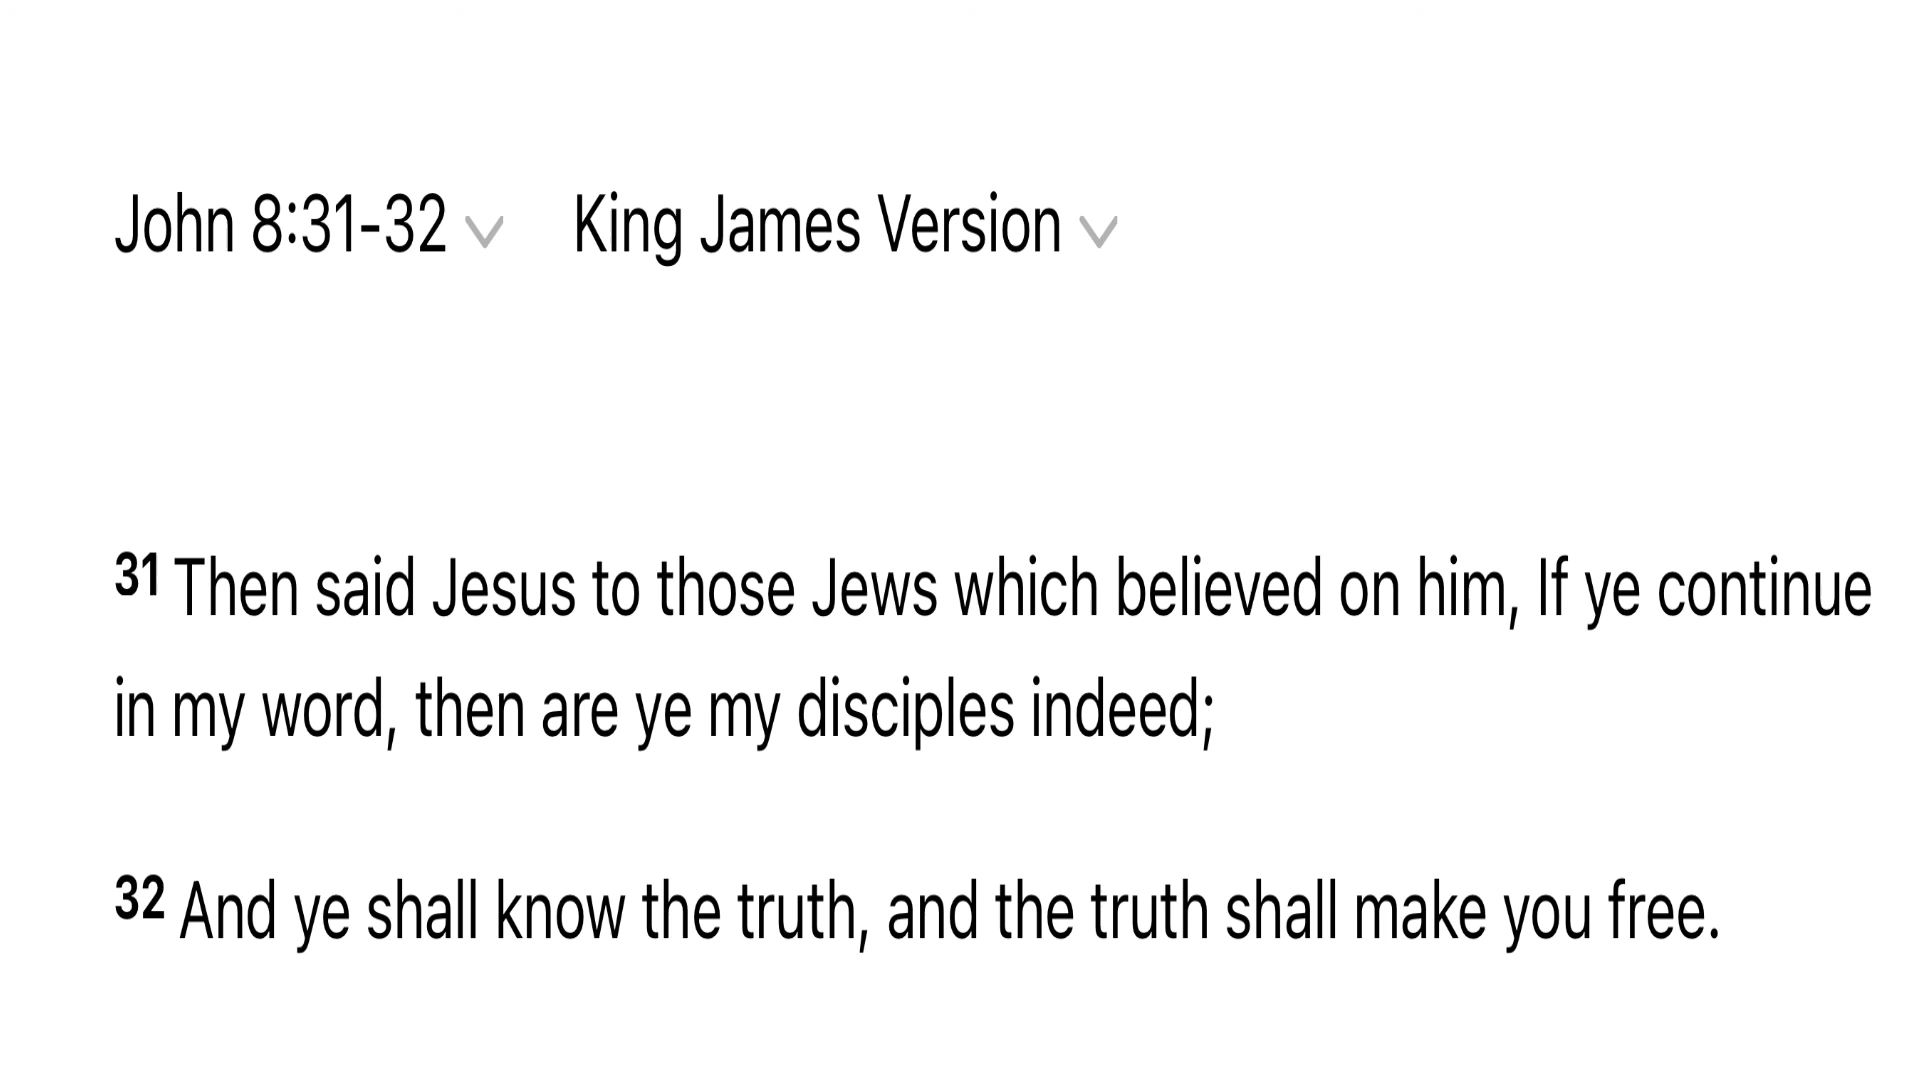 John 8:31-32 King James Version
31 Then said Jesus to those Jews which believed on him, If ye continue
in my word, then are ye my disciples indeed;
32 And ye shall know the truth, and the truth shall make you free.